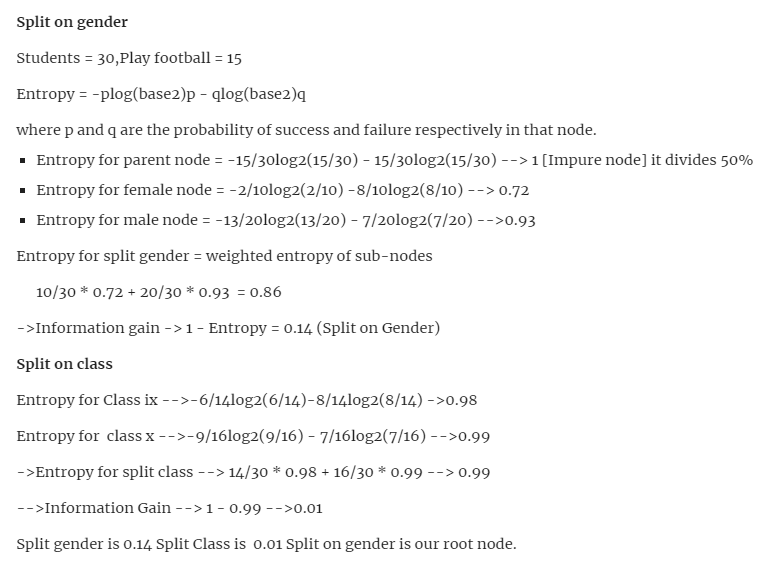 Split on gender
Students = 30,Play football = 15
Entropy = -plog(base2)p - qlog(base2)q
where p and q are the probability of success and failure respectively in that node.
▪ Entropy for parent node = -15/30log2(15/30) - 15/30log2(15/30) --> 1 [Impure node] it divides 50%
▪ Entropy for female node = -2/10log2(2/10) -8/10log2(8/10) --> 0.72
▪ Entropy for male node = -13/20log2(13/20) - 7/20log2(7/20) -->0.93
Entropy for split gender = weighted entropy of sub-nodes
10/30 * 0.72 + 20/30 * 0.93 = 0.86
->Information gain -> 1 - Entropy = 0.14 (Split on Gender)
Split on class
Entropy for Class ix -->-6/14log2(6/14)-8/14log2(8/14) ->0.98
Entropy for class x -->-9/16log2(9/16) - 7/16log2(7/16) -->0.99
->Entropy for split class --> 14/30 * 0.98 + 16/30 * 0.99 --> 0.99
-->Information Gain --> 1 - 0.99 -->0.01
Split gender is 0.14 Split Class is 0.01 Split on gender is our root node.